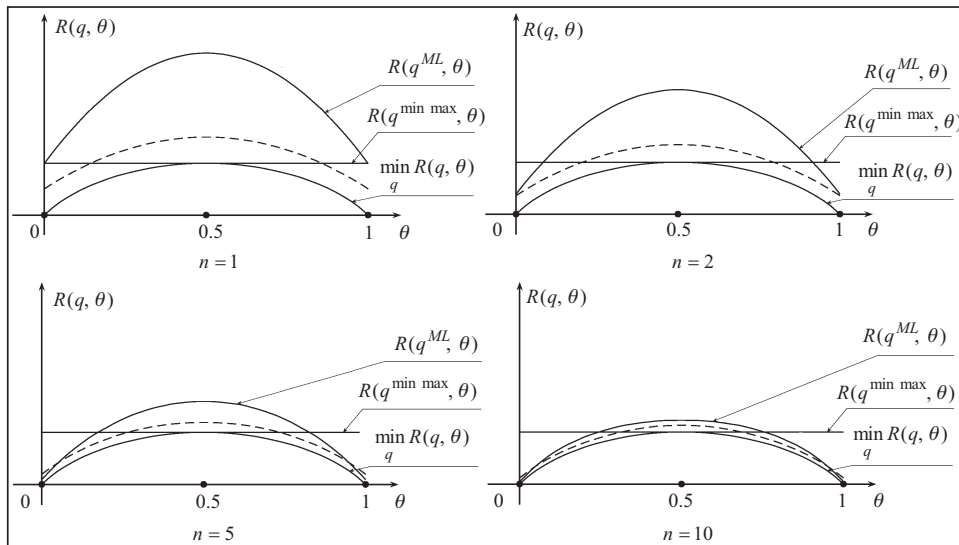 R(q, θ)
R(q^ML, θ)
R(q^min max, θ)
min R(q, θ)
q
0
0.5
1
θ
n = 1
R(q, θ)
R(q^ML, θ)
R(q^min max, θ)
min R(q, θ)
q
0
0.5
1
θ
n = 2
R(q, θ)
R(q^ML, θ)
R(q^min max, θ)
min R(q, θ)
q
0
0.5
1
θ
n = 5
R(q, θ)
R(q^ML, θ)
R(q^min max, θ)
min R(q, θ)
q
0
0.5
1
θ
n = 10